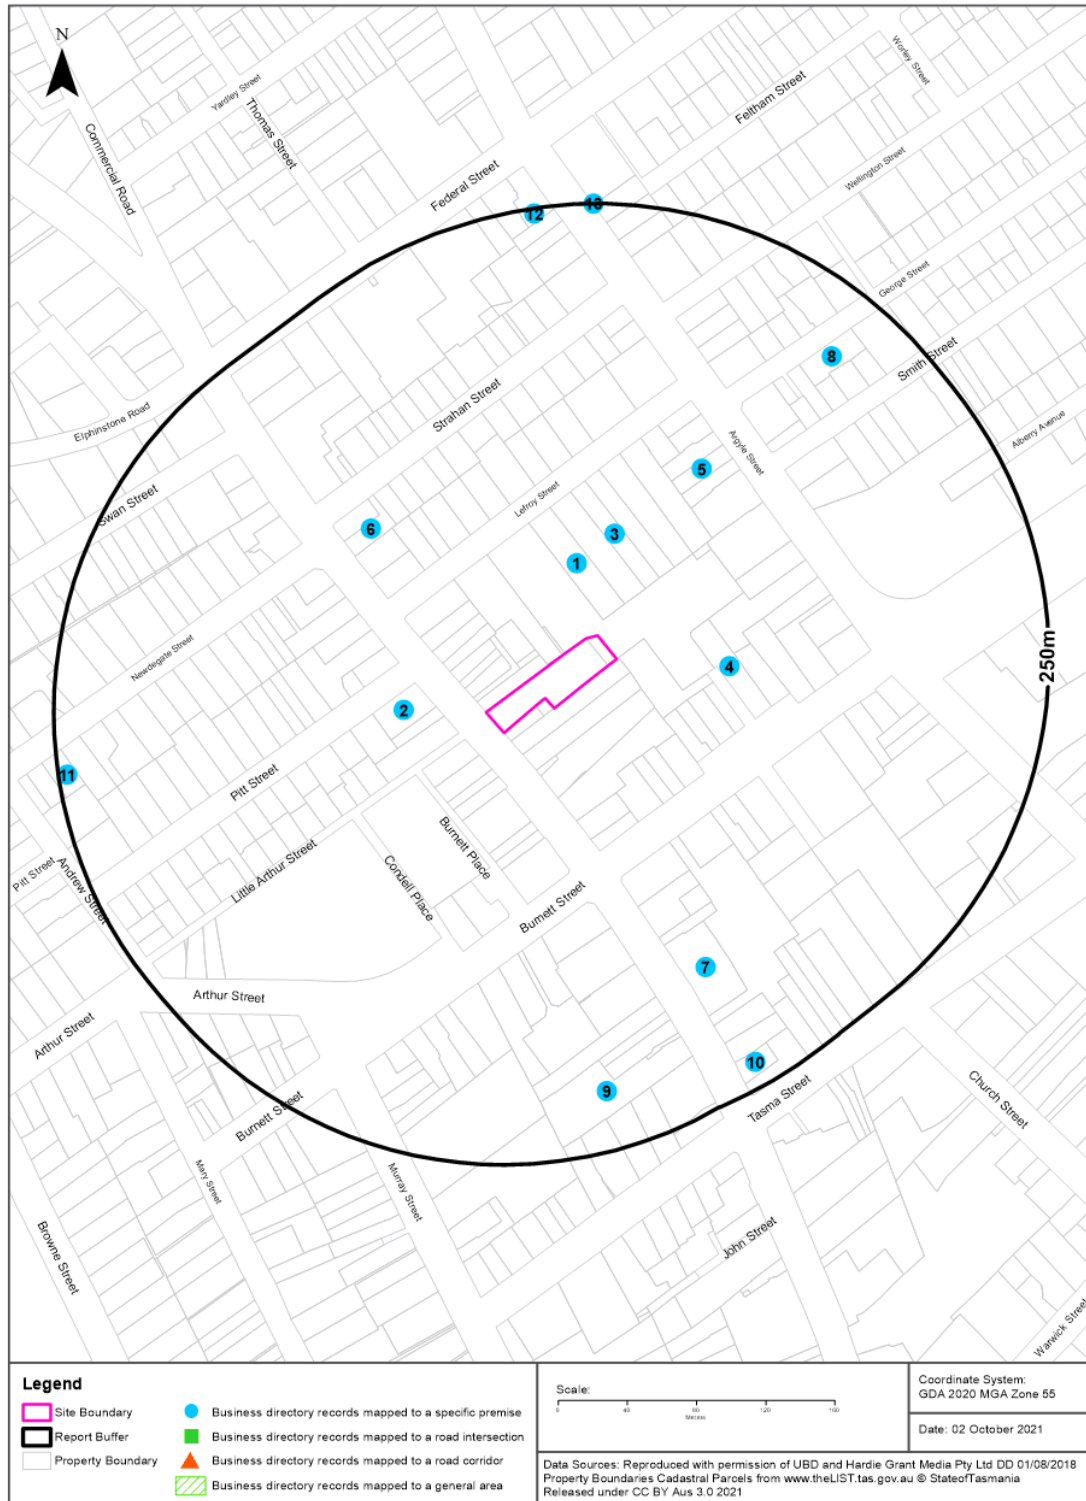 N
Worley Street
Yardley Street
Thomas Street
Feltham Street
Commercial Road
Federal Street
Wellington Street
12
13
George Street
8
Smith Street
Strahan Street
Elphinstone Road
Argyle Street
Alberry Avenue
5
Swan Street
Lefroy Street
6
3
1
Newdegate Street
250m
4
2
11
Pitt Street
Burnett Place
Little Arthur Street
Pitt Street
Andrew Street
Condell Place
Burnett Street
7
Arthur Street
Arthur Street
10
9
Tasma Street
Church Street
Burnett Street
Mary Street
Murray Street
Browne Street
John Street
Warwick Street
Legend
Site Boundary
Report Buffer
Property Boundary
Business directory records mapped to a specific premise
Business directory records mapped to a road intersection
Business directory records mapped to a road corridor
Business directory records mapped to a general area
Scale:
0 40 80 120 160
Meters
Coordinate System:
GDA 2020 MGA Zone 55
Date: 02 October 2021
Data Sources: Reproduced with permission of UBD and Hardie Grant Media Pty Ltd DD 01/08/2018
Property Boundaries Cadastral Parcels from www.theLIST.tas.gov.au © StateofTasmania
Released under CC BY Aus 3.0 2021